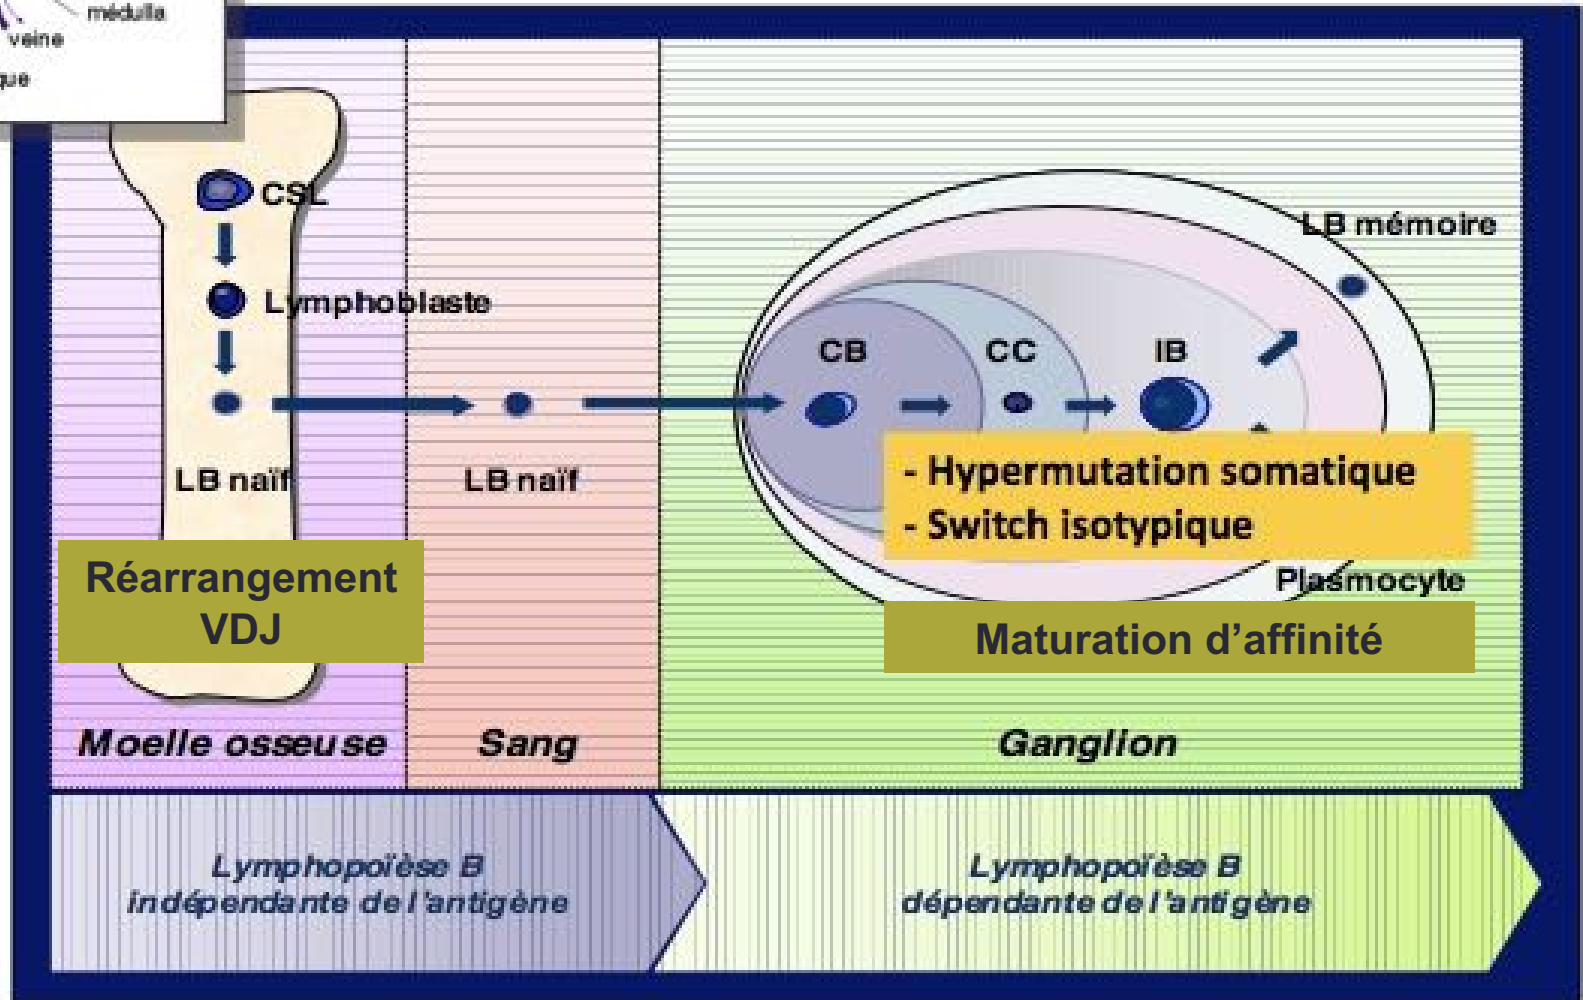 médulla
veine
que
CSL
Lymphoblaste
LB naïf
LB naïf
Réarrangement
VDJ
LB mémoire
CB
CC
IB
- Hypermutation somatique
- Switch isotypique
Plasmocyte
Maturation d’affinité
Moelle osseuse
Sang
Ganglion
Lymphopoïèse B
indépendante de l'antigène
Lymphopoïèse B
dépendante de l'antigène